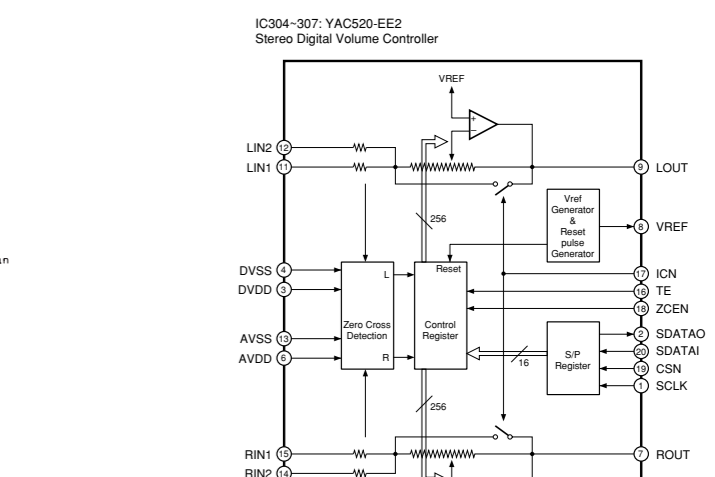 IC304~307: YAC520-EE2
Stereo Digital Volume Controller
VREF
+
−
LIN2 12
LIN1 11
9 LOUT
256
Vref
Generator
&
Reset
pulse
Generator
8 VREF
DVSS 4
DVDD 3
L
Reset
17 ICN
16 TE
18 ZCEN
AVSS 13
AVDD 6
Zero Cross
Detection
R
Control
Register
16
S/P
Register
2 SDATAO
20 SDATAI
19 CSN
1 SCLK
256
RIN1 15
RIN2 14
7 ROUT